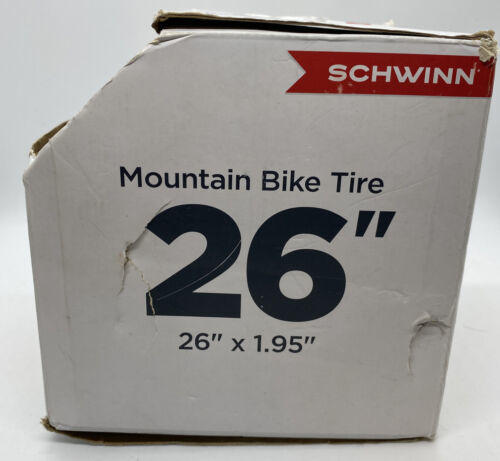 SCHWINN
Mountain Bike Tire
26"
26" x 1.95"